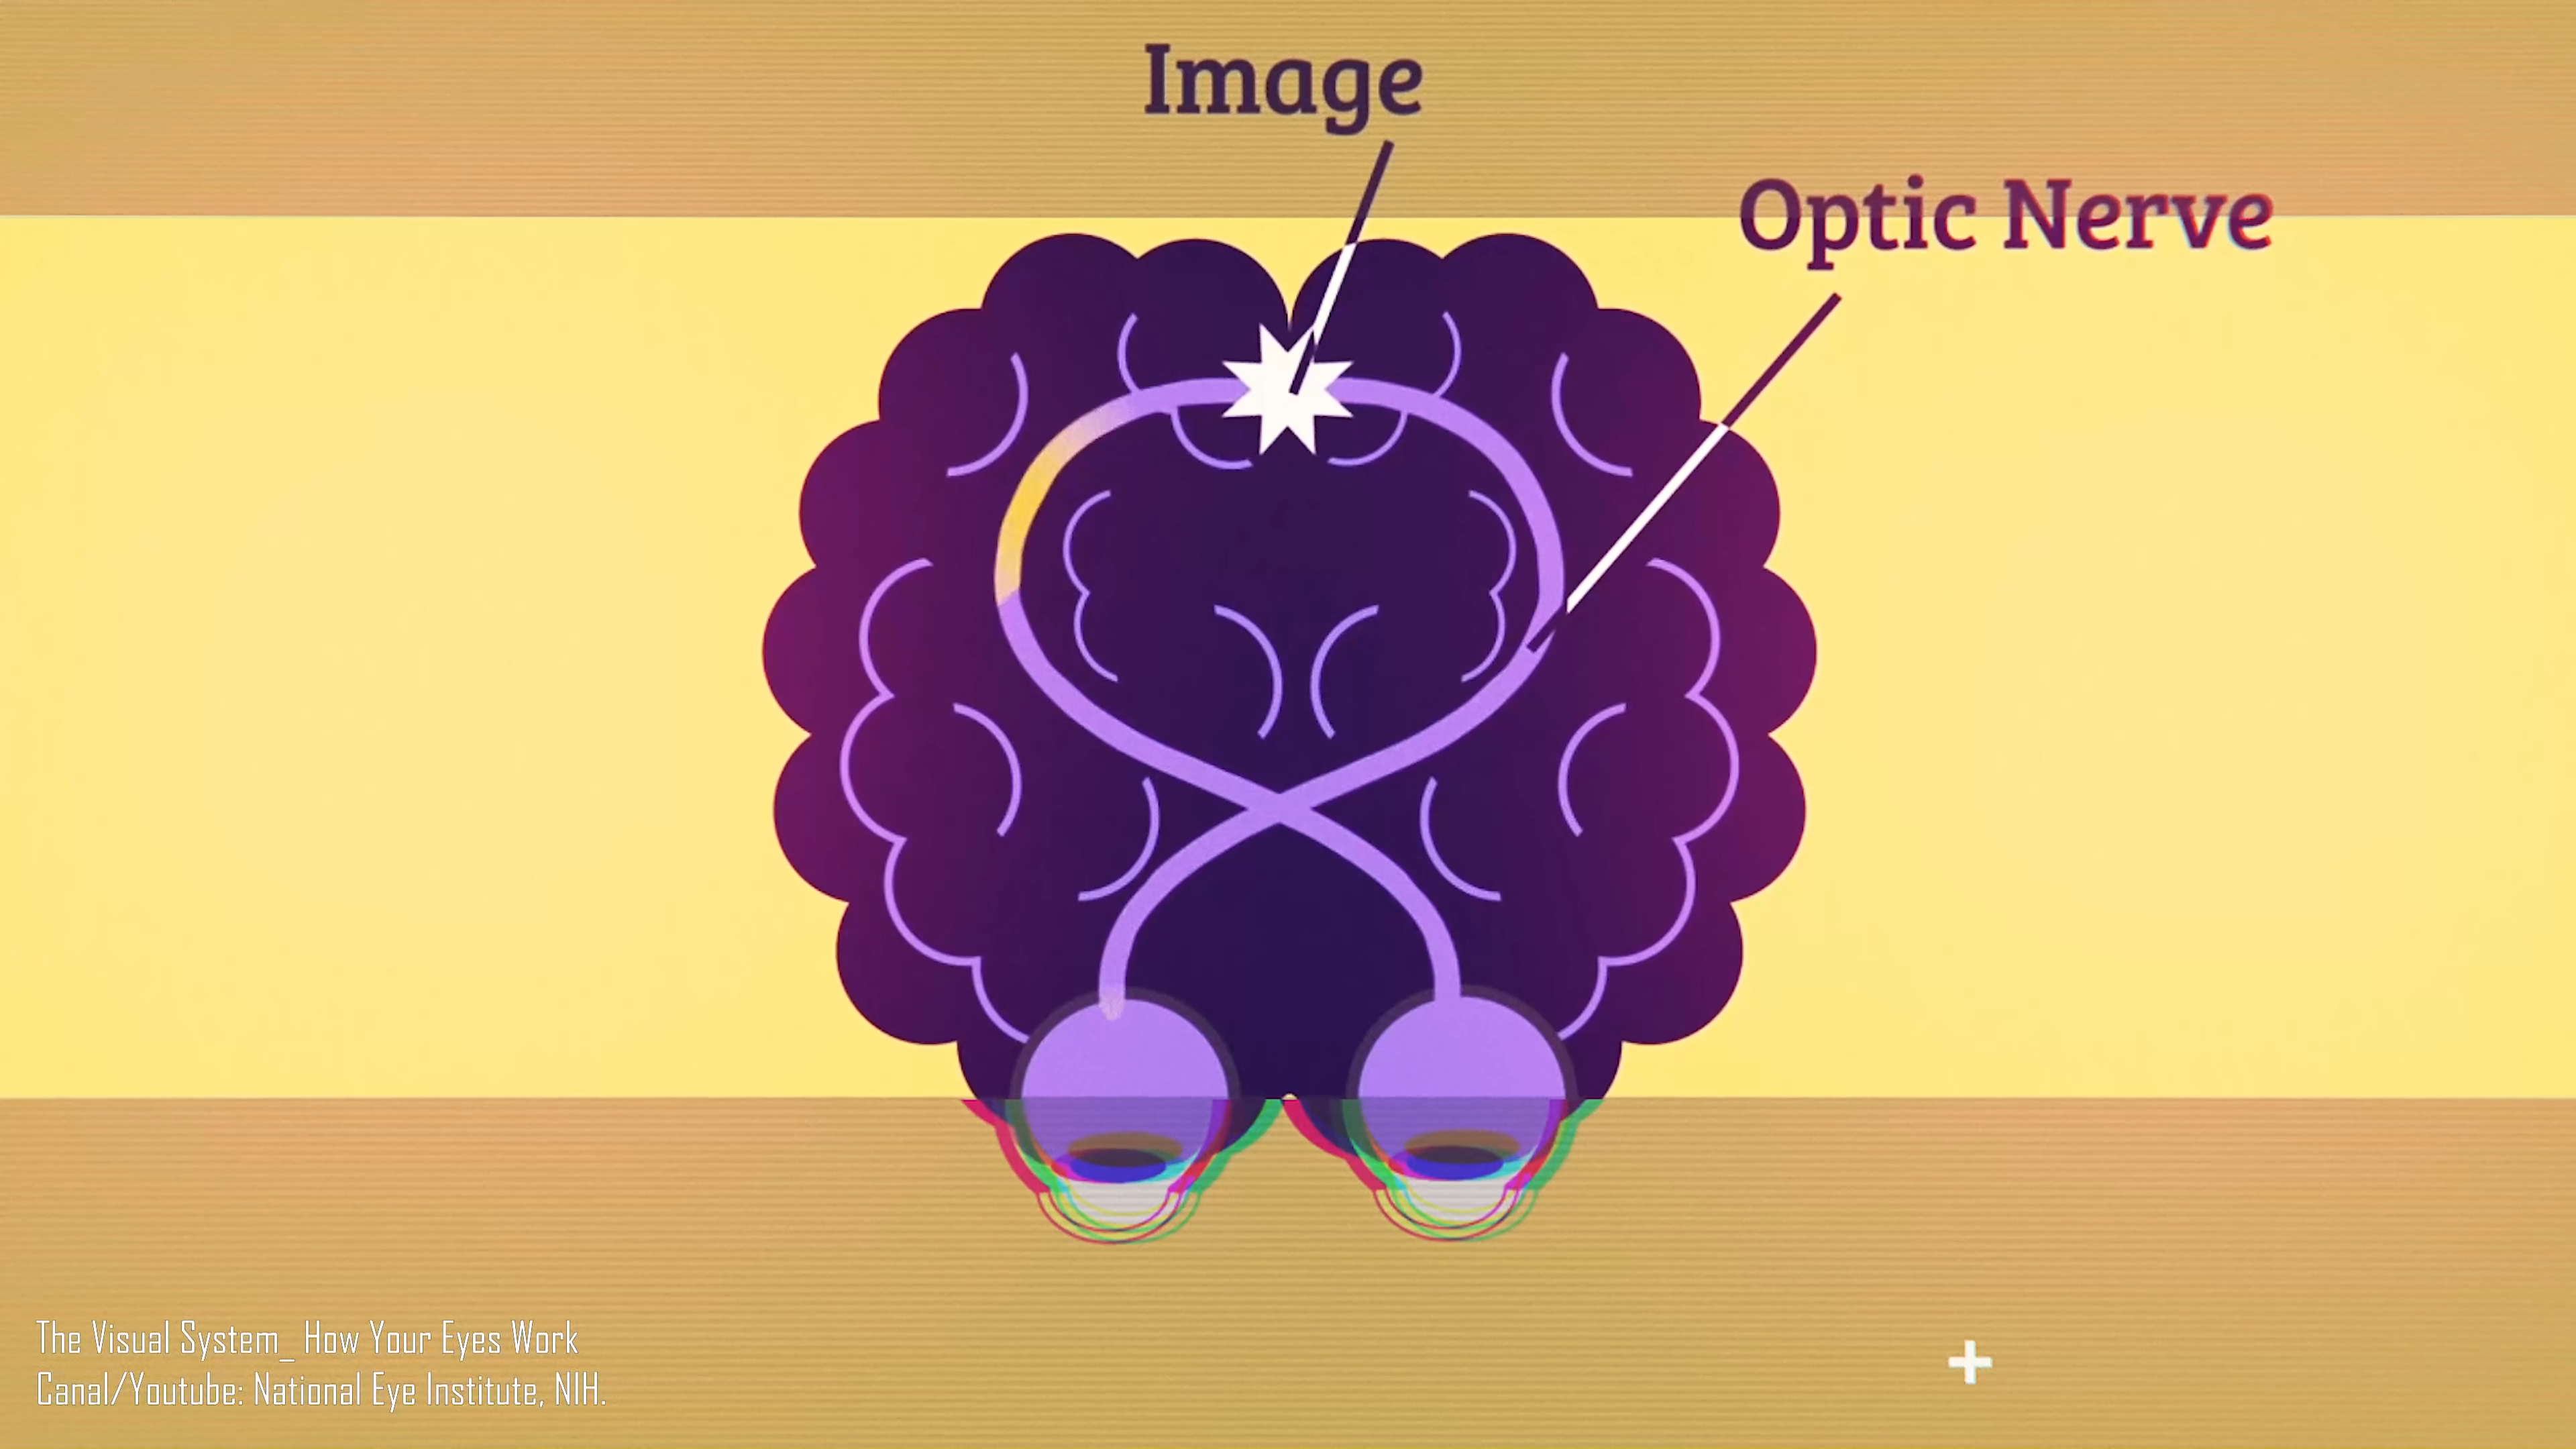 Image
Optic Nerve
The Visual System_ How Your Eyes Work
Canal/Youtube: National Eye Institute, NIH.